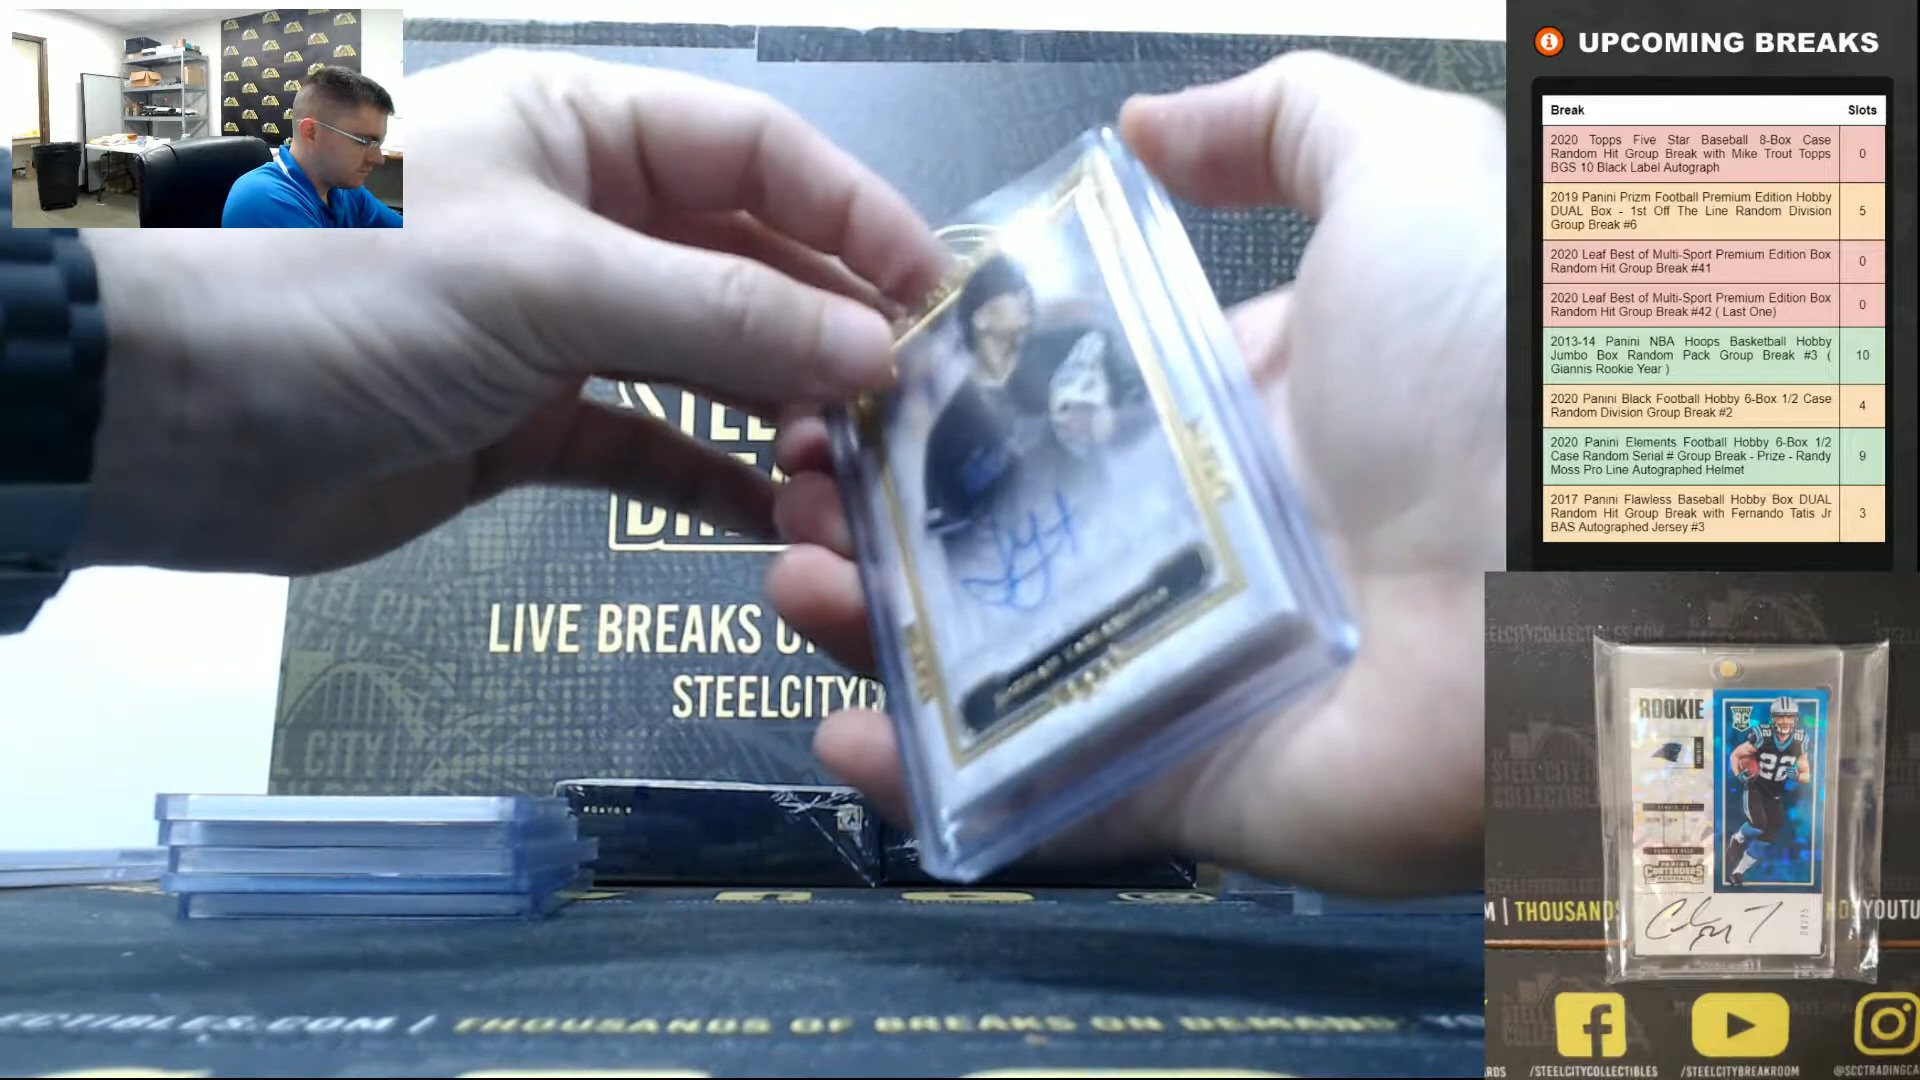 UPCOMING BREAKS
Break Slots
2020 Topps Five Star Baseball 8-Box Case
Random Hit Group Break with Mike Trout Topps
BGS 10 Black Label Autograph
0
2019 Panini Prizm Football Premium Edition Hobby
DUAL Box - 1st Off The Line Random Division
Group Break #6
5
2020 Leaf Best of Multi-Sport Premium Edition Box
Random Hit Group Break #41
0
2020 Leaf Best of Multi-Sport Premium Edition Box
Random Hit Group Break #42 ( Last One)
0
2013-14 Panini NBA Hoops Basketball Hobby
Jumbo Box Random Pack Group Break #3 (
Giannis Rookie Year )
10
2020 Panini Black Football Hobby 6-Box 1/2 Case
Random Division Group Break #2
4
2020 Panini Elements Football Hobby 6-Box 1/2
Case Random Serial # Group Break - Prize - Randy
Moss Pro Line Autographed Helmet
9
2017 Panini Flawless Baseball Hobby Box DUAL
Random Hit Group Break with Fernando Tatis Jr
BAS Autographed Jersey #3
3
LIVE BREAKS
STEELCITYC
THOUSANDS OF BREAKS ON DEMAND
ROOKIE
RC
22
PANINI
CONTENDERS
FOOTBALL
M | THOUSANDS
YOUTU
/STEELCITYCOLLECTIBLES
/STEELCITYBREAKROOM
@SCCTRADINGCA